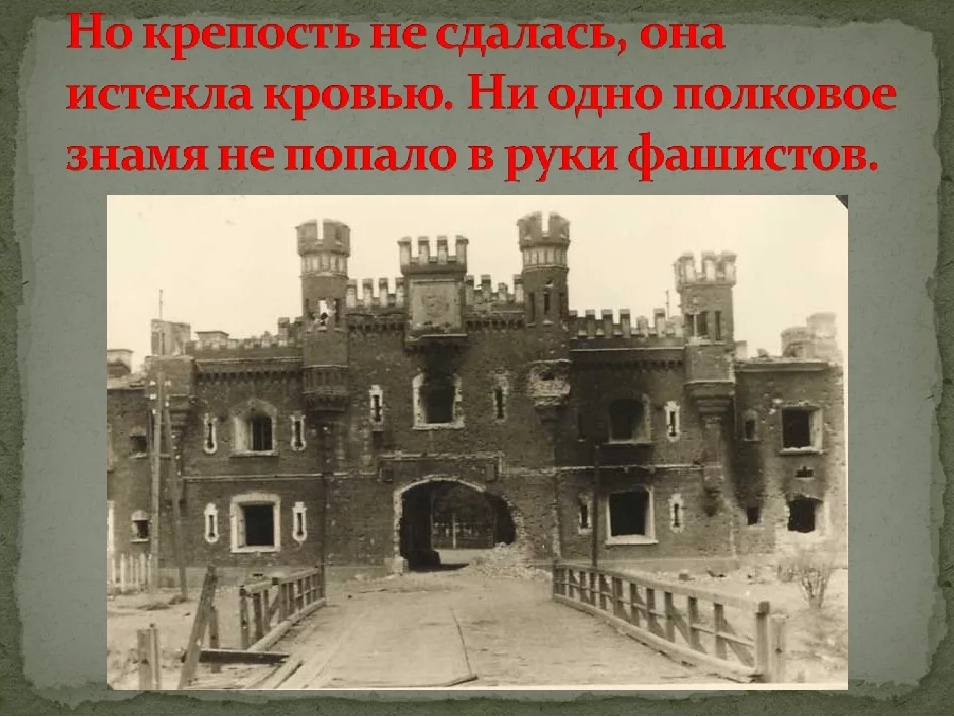 Но крепость не сдалась, она
истекла кровью. Ни одно полковое
знамя не попало в руки фашистов.